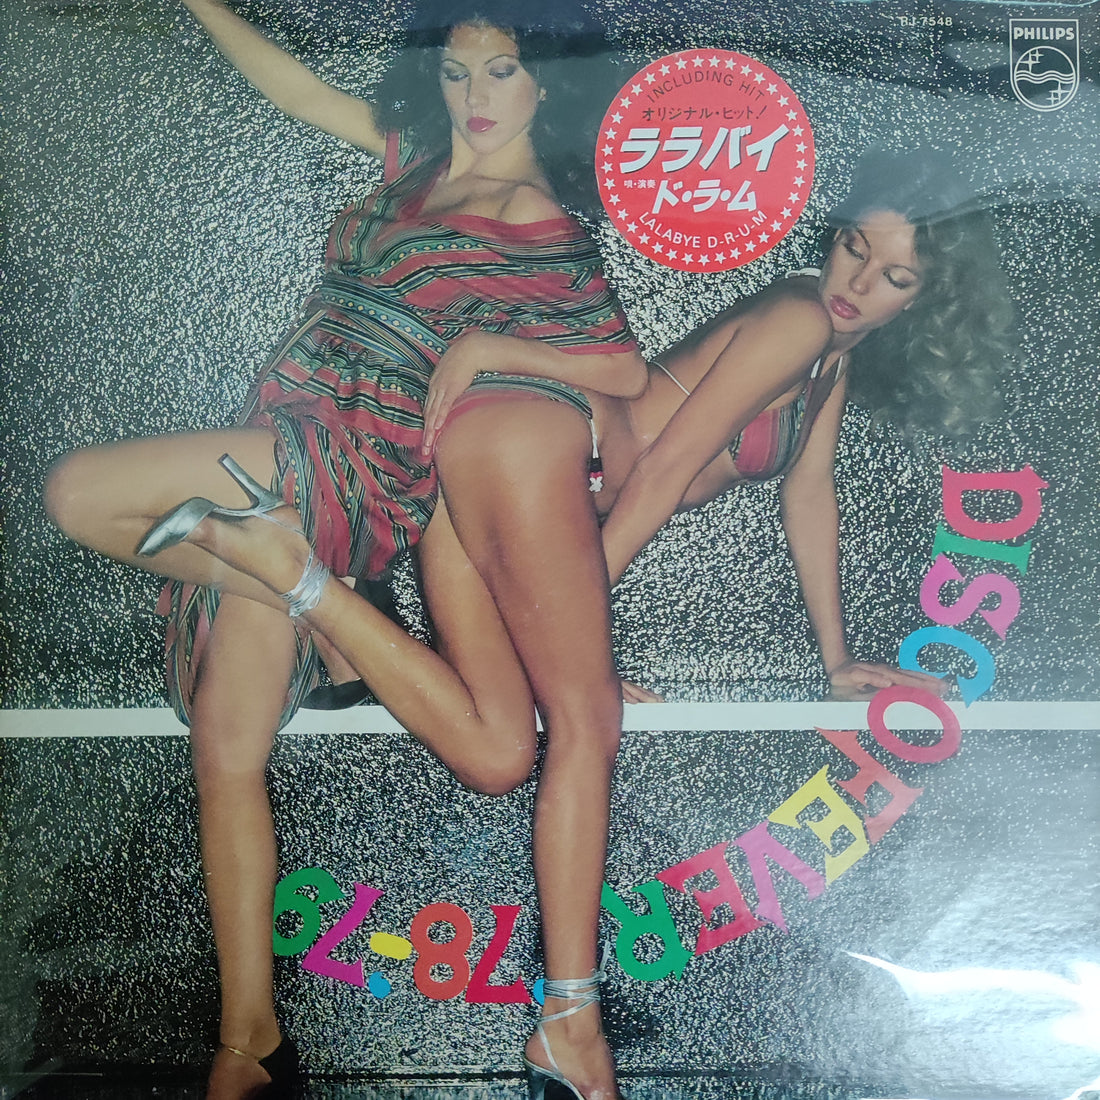 RJ-7548
PHILIPS
INCLUDING HIT
オリジナル・ヒット!
ララバイ
唄・演奏
ド・ラ・ム
LALABYE D-R-U-M
DISCO FEVER '78-'79